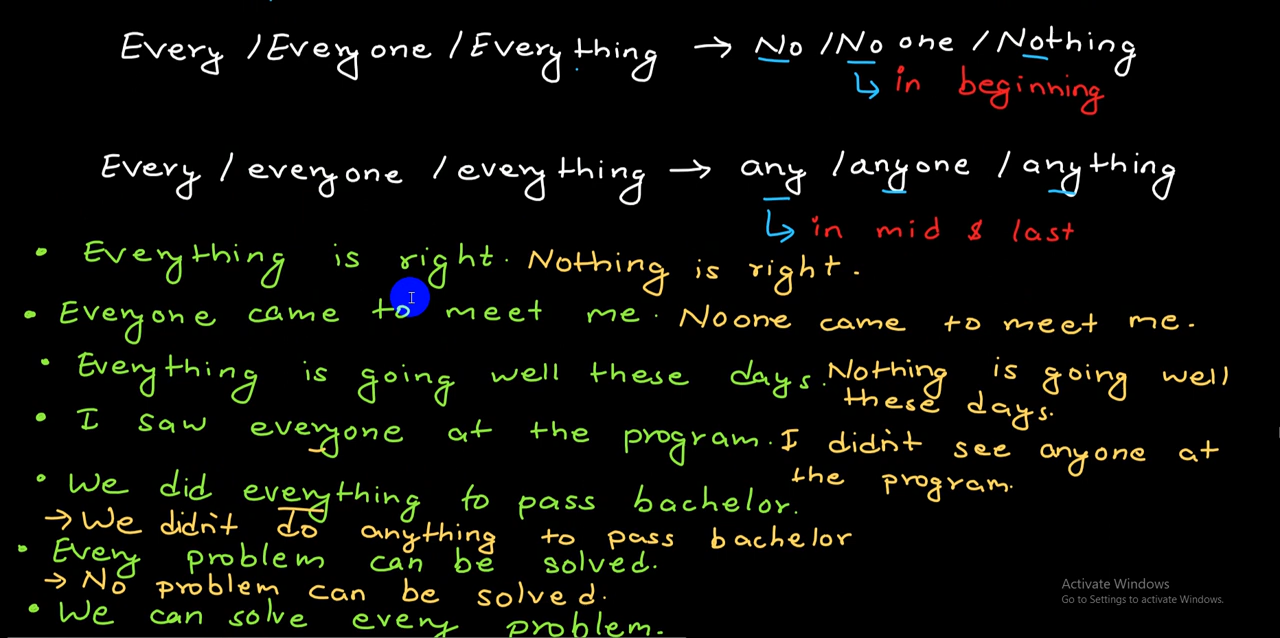 Every / Every one / Every thing → No / No one / Nothing
↳ in beginning
Every / everyone / everything → any / anyone / anything
↳ in mid & last
• Everything is right. Nothing is right.
• Everyone came to meet me. Noone came to meet me.
• Everything is going well these days. Nothing is going well
these days.
• I saw everyone at the program. I didn't see anyone at
the program.
• We did everything to pass bachelor.
→ We didn't do anything to pass bachelor
• Every problem can be solved.
→ No problem can be solved.
• We can solve every problem.
Activate Windows
Go to Settings to activate Windows.